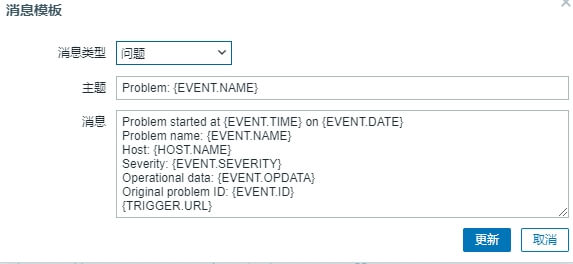 消息模板
消息类型 问题
主题 Problem: {EVENT.NAME}
消息 Problem started at {EVENT.TIME} on {EVENT.DATE}
Problem name: {EVENT.NAME}
Host: {HOST.NAME}
Severity: {EVENT.SEVERITY}
Operational data: {EVENT.OPDATA}
Original problem ID: {EVENT.ID}
{TRIGGER.URL}
更新 取消